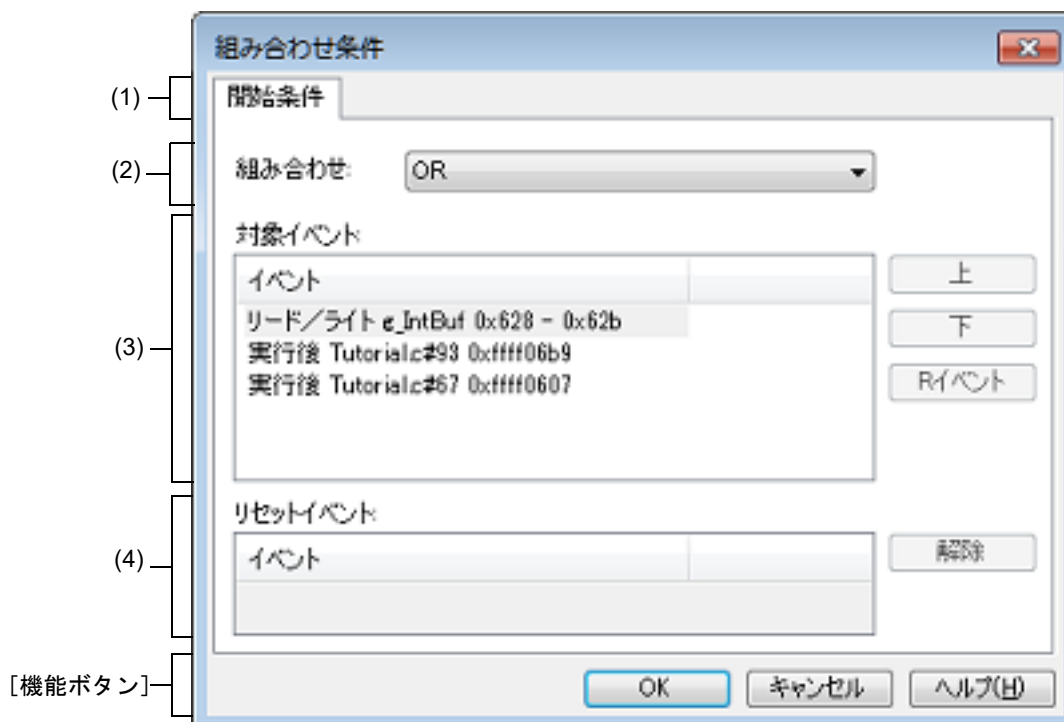 組み合わせ条件
(1)
開始条件
(2)
組み合わせ:
OR
(3)
対象イベント:
イベント
リード／ライト g_IntBuf 0x628 - 0x62b
実行後 Tutorial.c#93 0xffff06b9
実行後 Tutorial.c#67 0xffff0607
上
下
Rイベント
(4)
リセットイベント:
イベント
解除
[機能ボタン]
OK
キャンセル
ヘルプ(H)